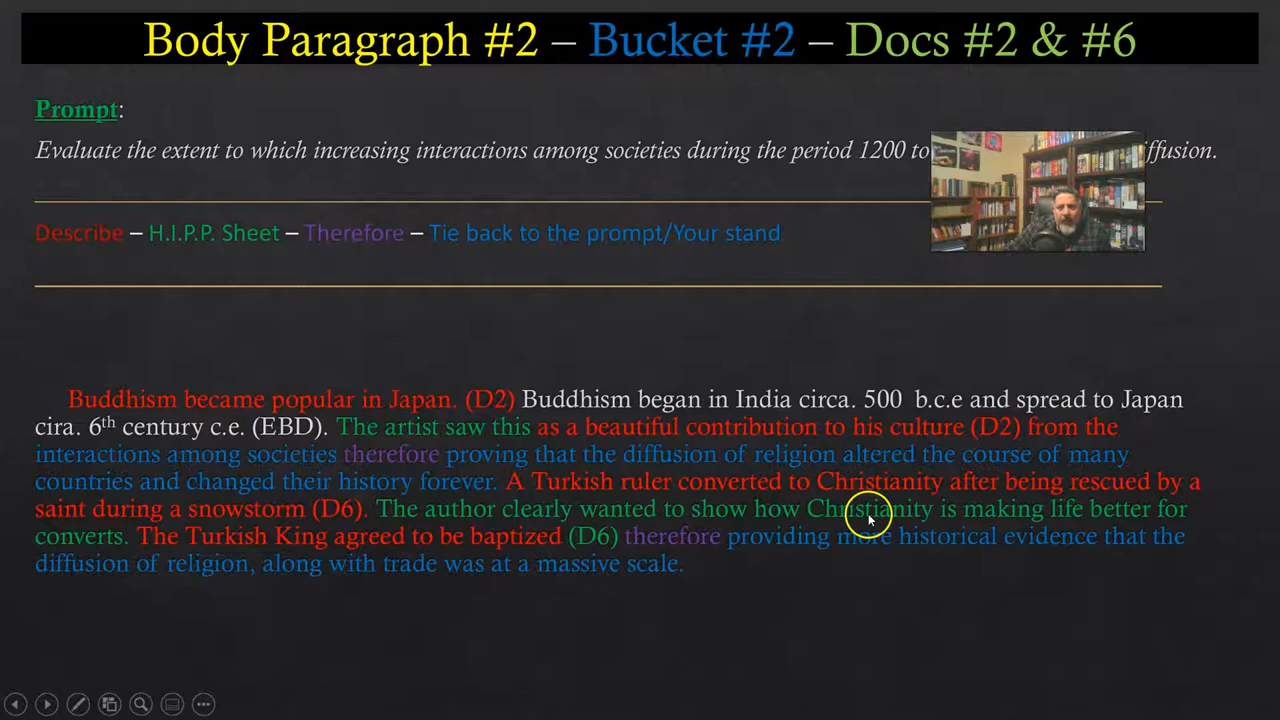 Body Paragraph #2 – Bucket #2 – Docs #2 & #6
Prompt:
Evaluate the extent to which increasing interactions among societies during the period 1200 to iffusion.
Describe – H.I.P.P. Sheet – Therefore – Tie back to the prompt/Your stand
Buddhism became popular in Japan. (D2) Buddhism began in India circa. 500 b.c.e and spread to Japan
cira. 6th century c.e. (EBD). The artist saw this as a beautiful contribution to his culture (D2) from the
interactions among societies therefore proving that the diffusion of religion altered the course of many
countries and changed their history forever. A Turkish ruler converted to Christianity after being rescued by a
saint during a snowstorm (D6). The author clearly wanted to show how Christianity is making life better for
converts. The Turkish King agreed to be baptized (D6) therefore providing more historical evidence that the
diffusion of religion, along with trade was at a massive scale.